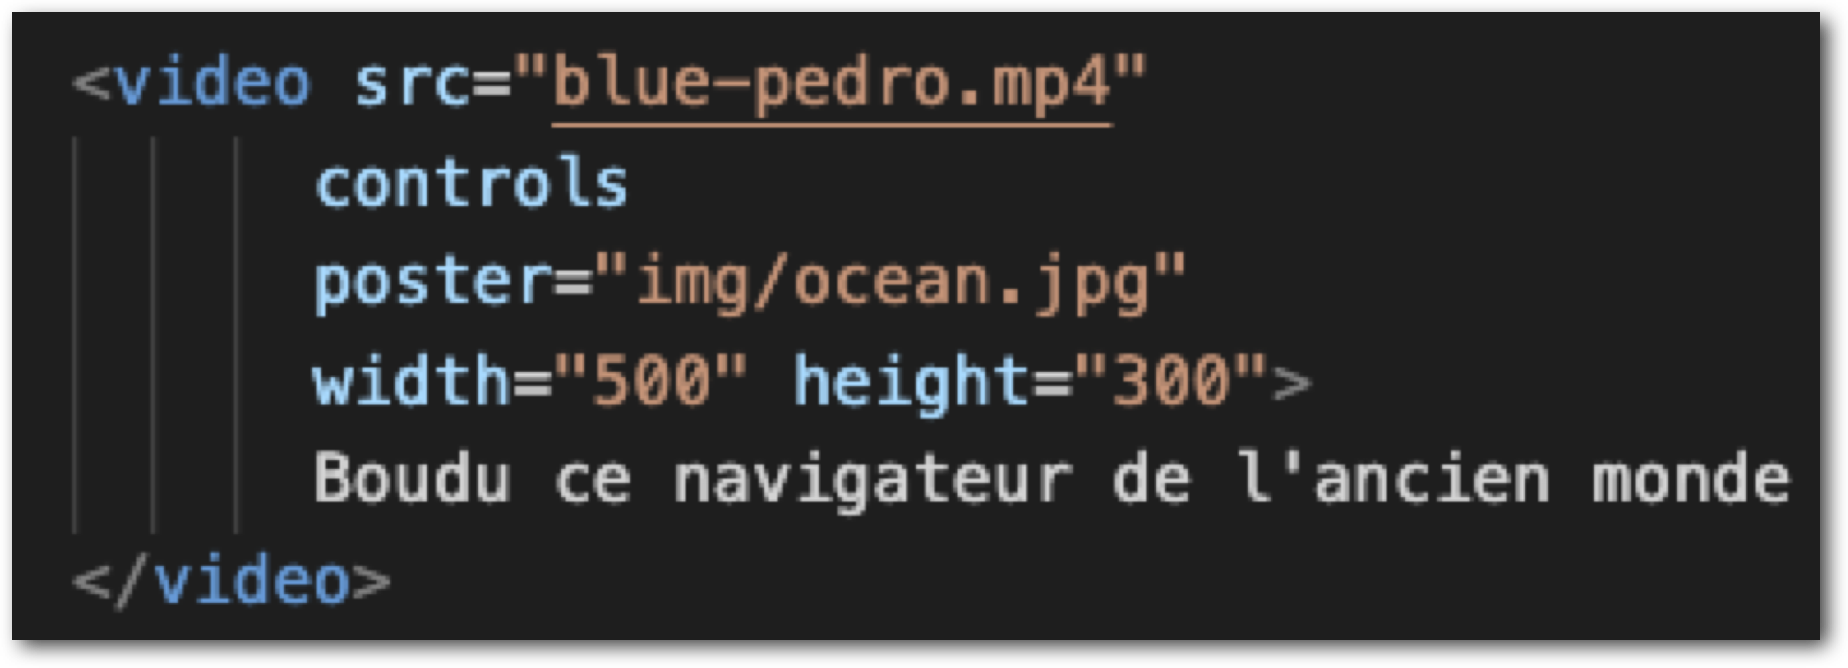 <video src="blue-pedro.mp4"
controls
poster="img/ocean.jpg"
width="500" height="300">
Boudu ce navigateur de l'ancien monde
</video>